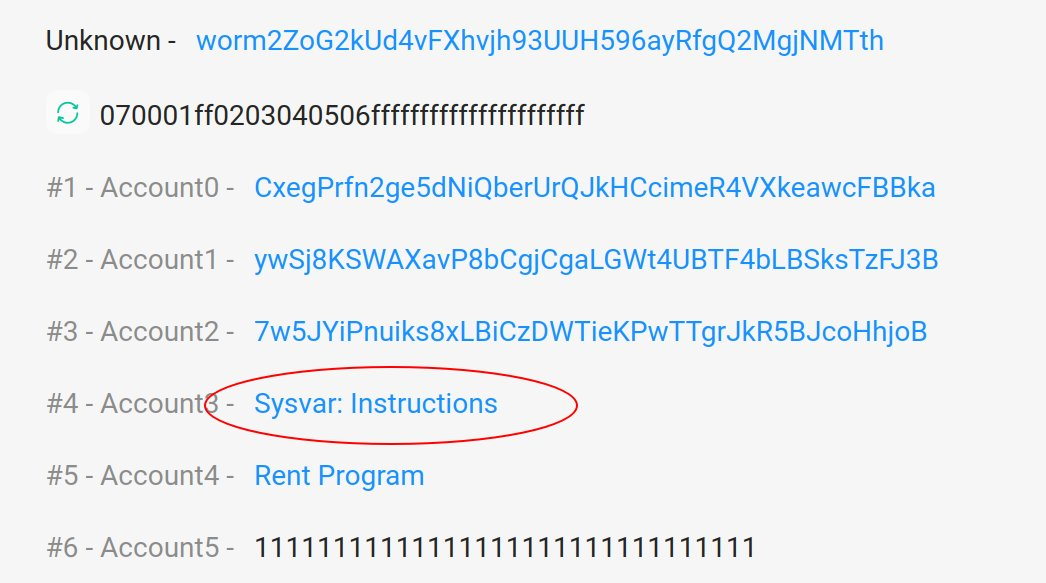 Unknown - worm2ZoG2kUd4vFXhvjh93UUH596ayRfgQ2MgjNMTth
070001ff0203040506ffffffffffffffffffffff
#1 - Account0 - CxegPrfn2ge5dNiQberUrQJkHCcimeR4VXkeawcFBBka
#2 - Account1 - ywSj8KSWAXavP8bCgjCgaLGWt4UBTF4bLBSksTzFJ3B
#3 - Account2 - 7w5JYiPnuiks8xLBiCzDWTieKPwTTgrJkR5BJcoHhjoB
#4 - Account3 - Sysvar: Instructions
#5 - Account4 - Rent Program
#6 - Account5 - 11111111111111111111111111111111